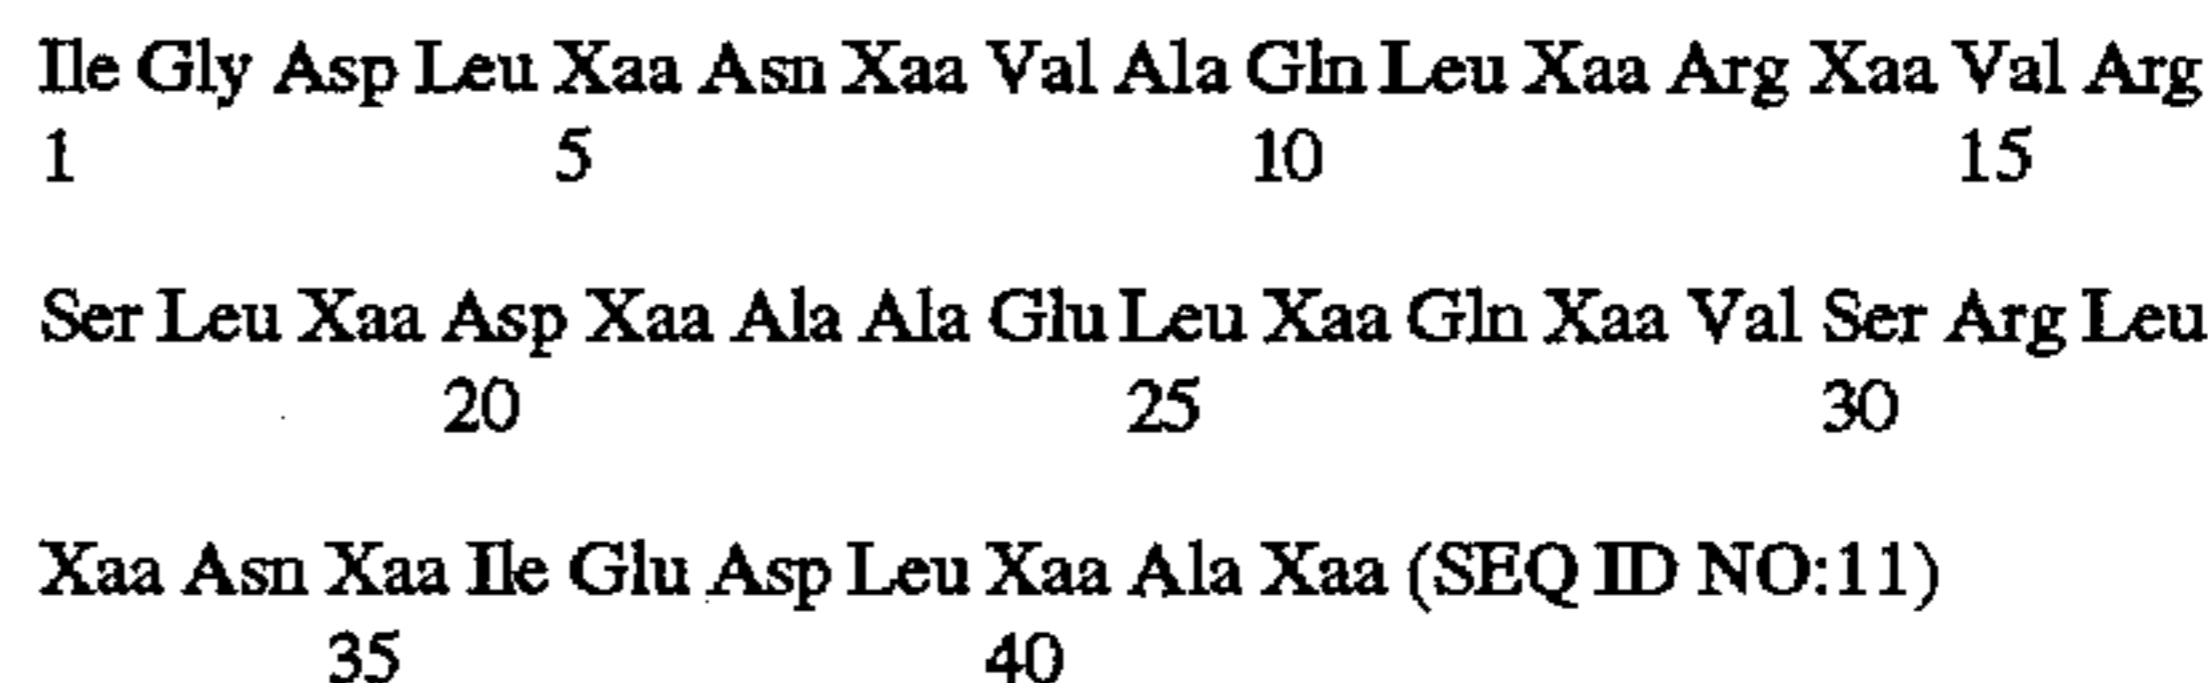 Ile Gly Asp Leu Xaa Asn Xaa Val Ala Gln Leu Xaa Arg Xaa Val Arg
1 5 10 15
Ser Leu Xaa Asp Xaa Ala Ala Glu Leu Xaa Gln Xaa Val Ser Arg Leu
20 25 30
Xaa Asn Xaa Ile Glu Asp Leu Xaa Ala Xaa (SEQ ID NO:11)
35 40